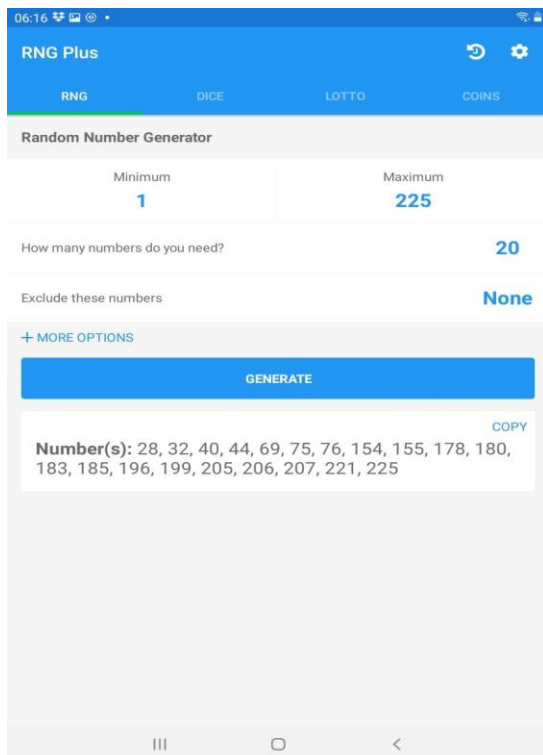 06:16
RNG Plus
RNG DICE LOTTO COINS
Random Number Generator
Minimum Maximum
1 225
How many numbers do you need? 20
Exclude these numbers None
+ MORE OPTIONS
GENERATE
COPY
Number(s): 28, 32, 40, 44, 69, 75, 76, 154, 155, 178, 180,
183, 185, 196, 199, 205, 206, 207, 221, 225